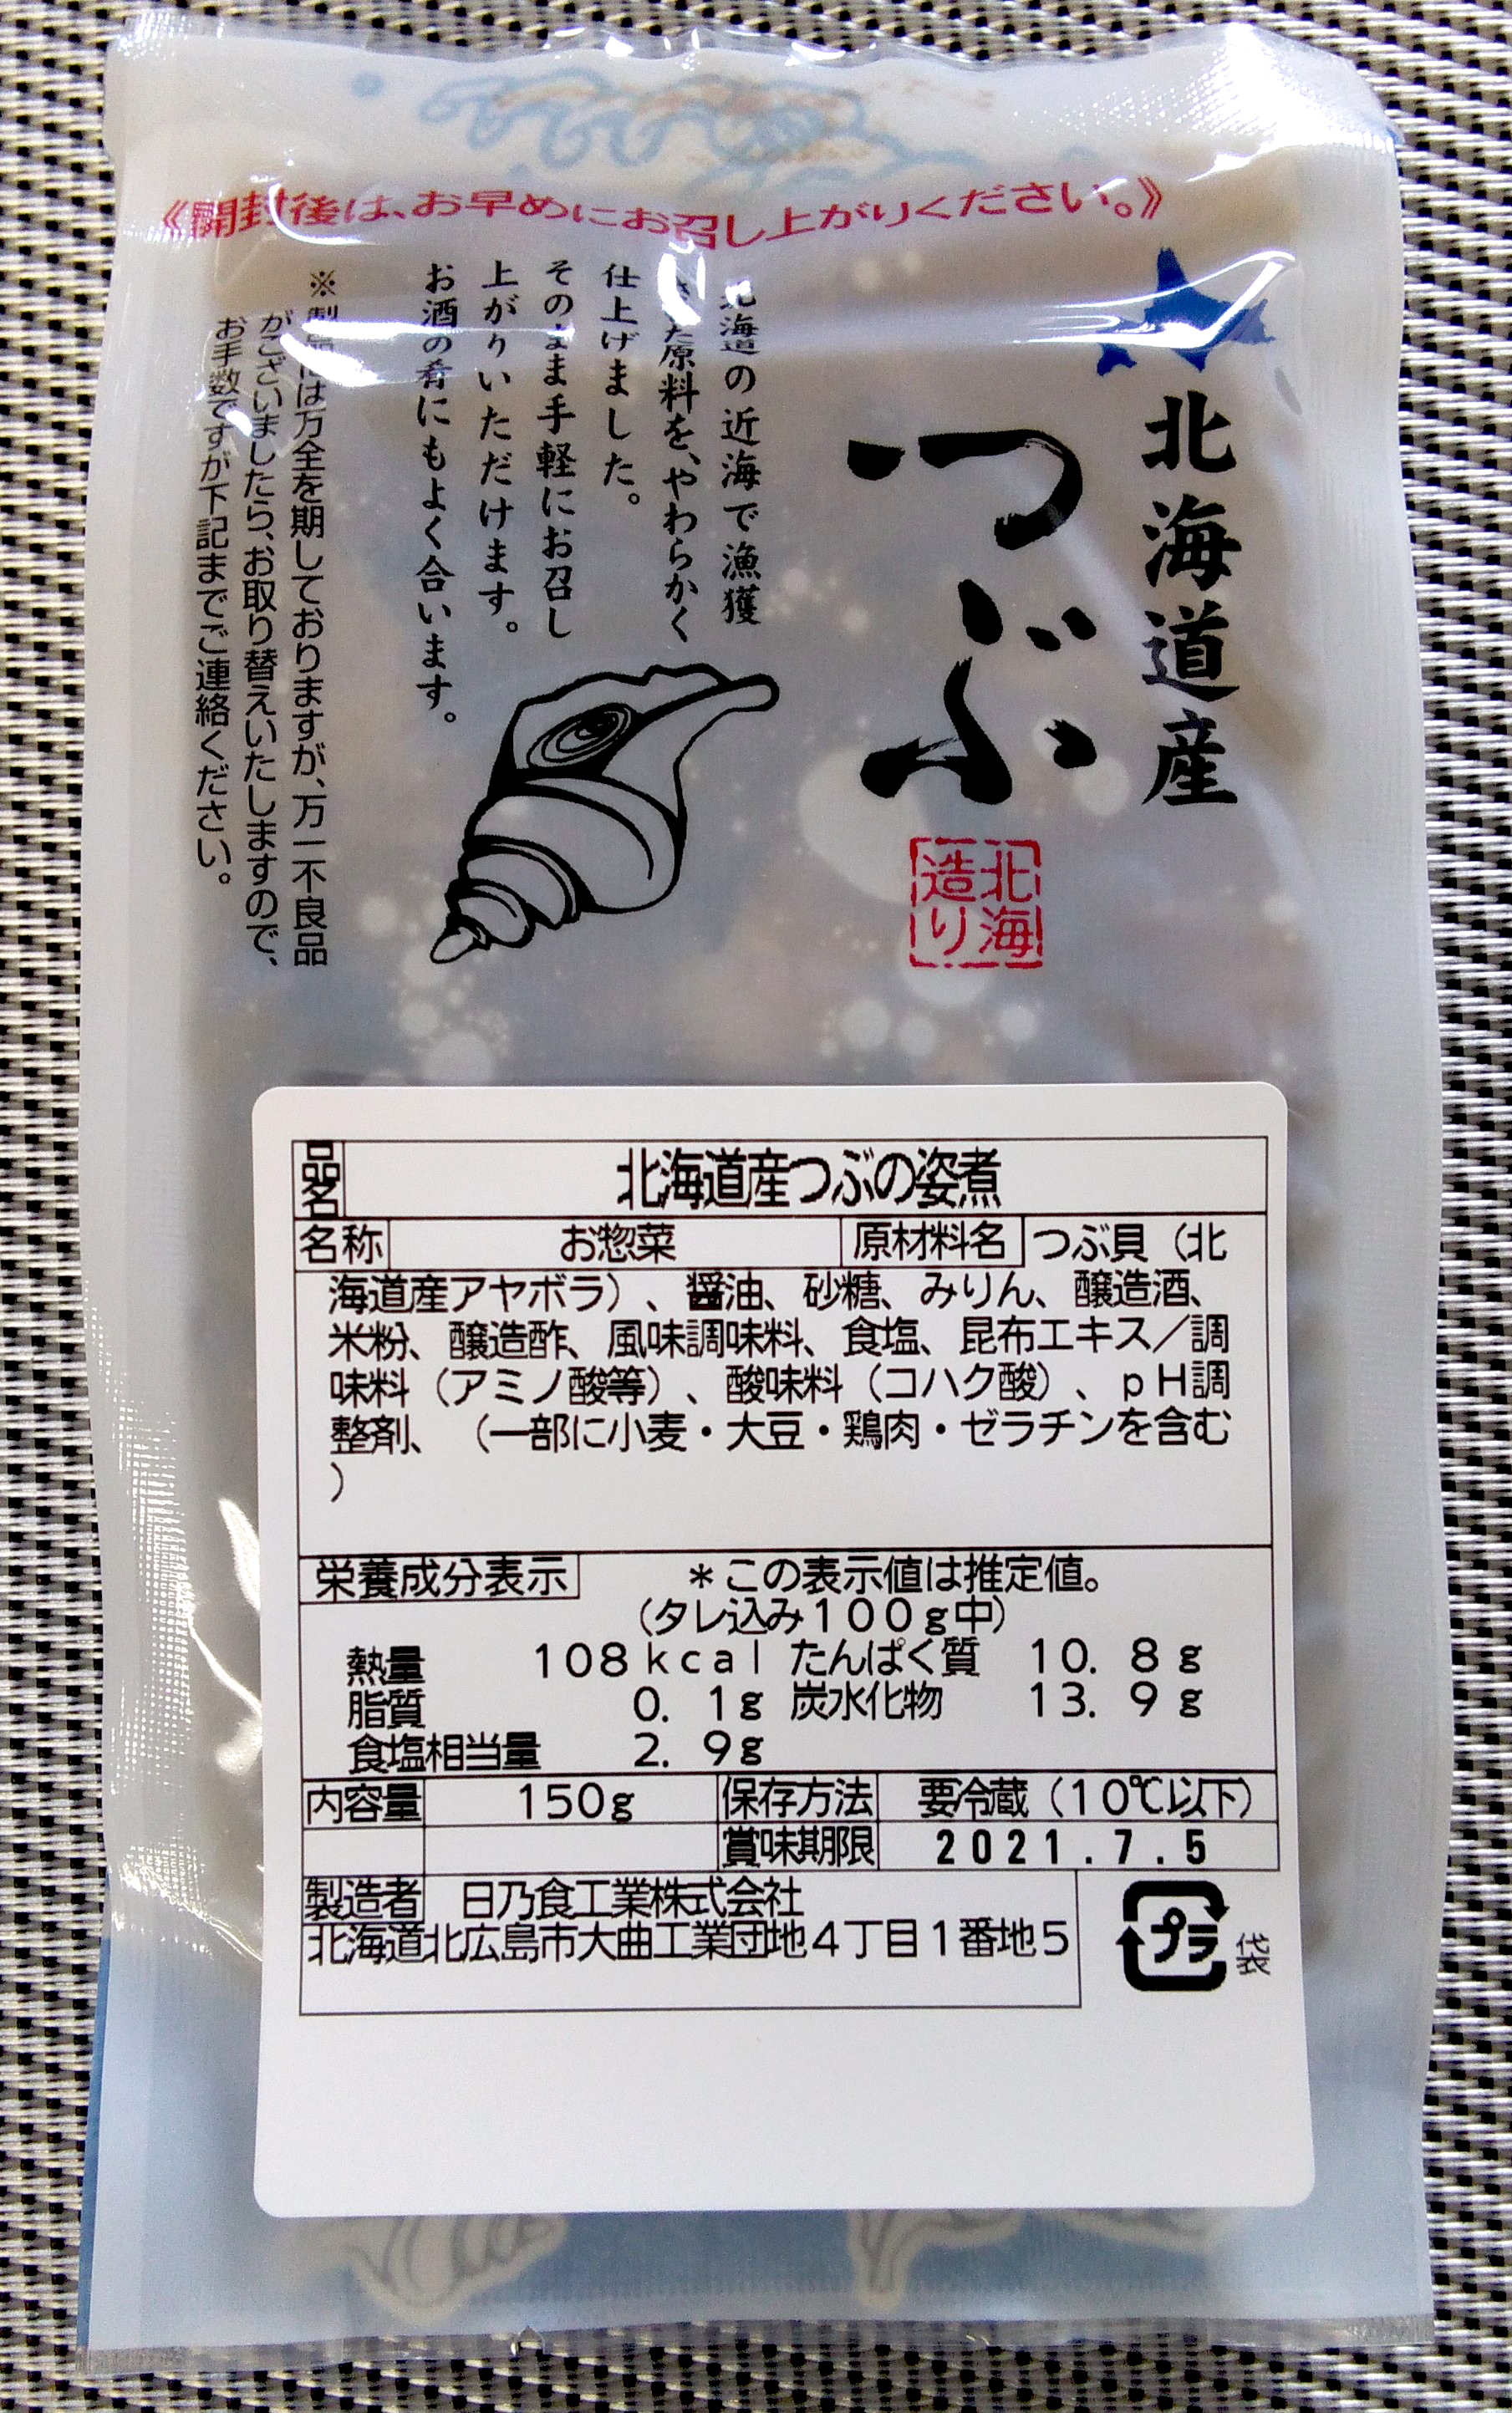 《開封後は、お早めにお召し上がりください。》
北海道産
つぶ
北海
造り
北海道の近海で漁獲
た原料を、やわらかく
仕上げました。
そのまま手軽にお召し
上がりいただけます。
お酒の肴にもよく合います。
※製品には万全を期しておりますが、万一不良品
がございましたら、お取り替えいたしますので、
お手数ですが下記までご連絡ください。
品名 北海道産つぶの姿煮
名称 お惣菜 原材料名 つぶ貝（北
海道産アヤボラ）、醤油、砂糖、みりん、醸造酒、
米粉、醸造酢、風味調味料、食塩、昆布エキス／調
味料（アミノ酸等）、酸味料（コハク酸）、ｐＨ調
整剤、（一部に小麦・大豆・鶏肉・ゼラチンを含む
）
栄養成分表示 ＊この表示値は推定値。
（タレ込み１００ｇ中）
熱量 １０８ｋｃａｌ たんぱく質 １０．８ｇ
脂質 ０．１ｇ 炭水化物 １３．９ｇ
食塩相当量 ２．９ｇ
内容量 150g 保存方法 要冷蔵（１０℃以下）
賞味期限 2021.7.5
製造者 日乃食工業株式会社
北海道北広島市大曲工業団地４丁目１番地５
プラ
袋